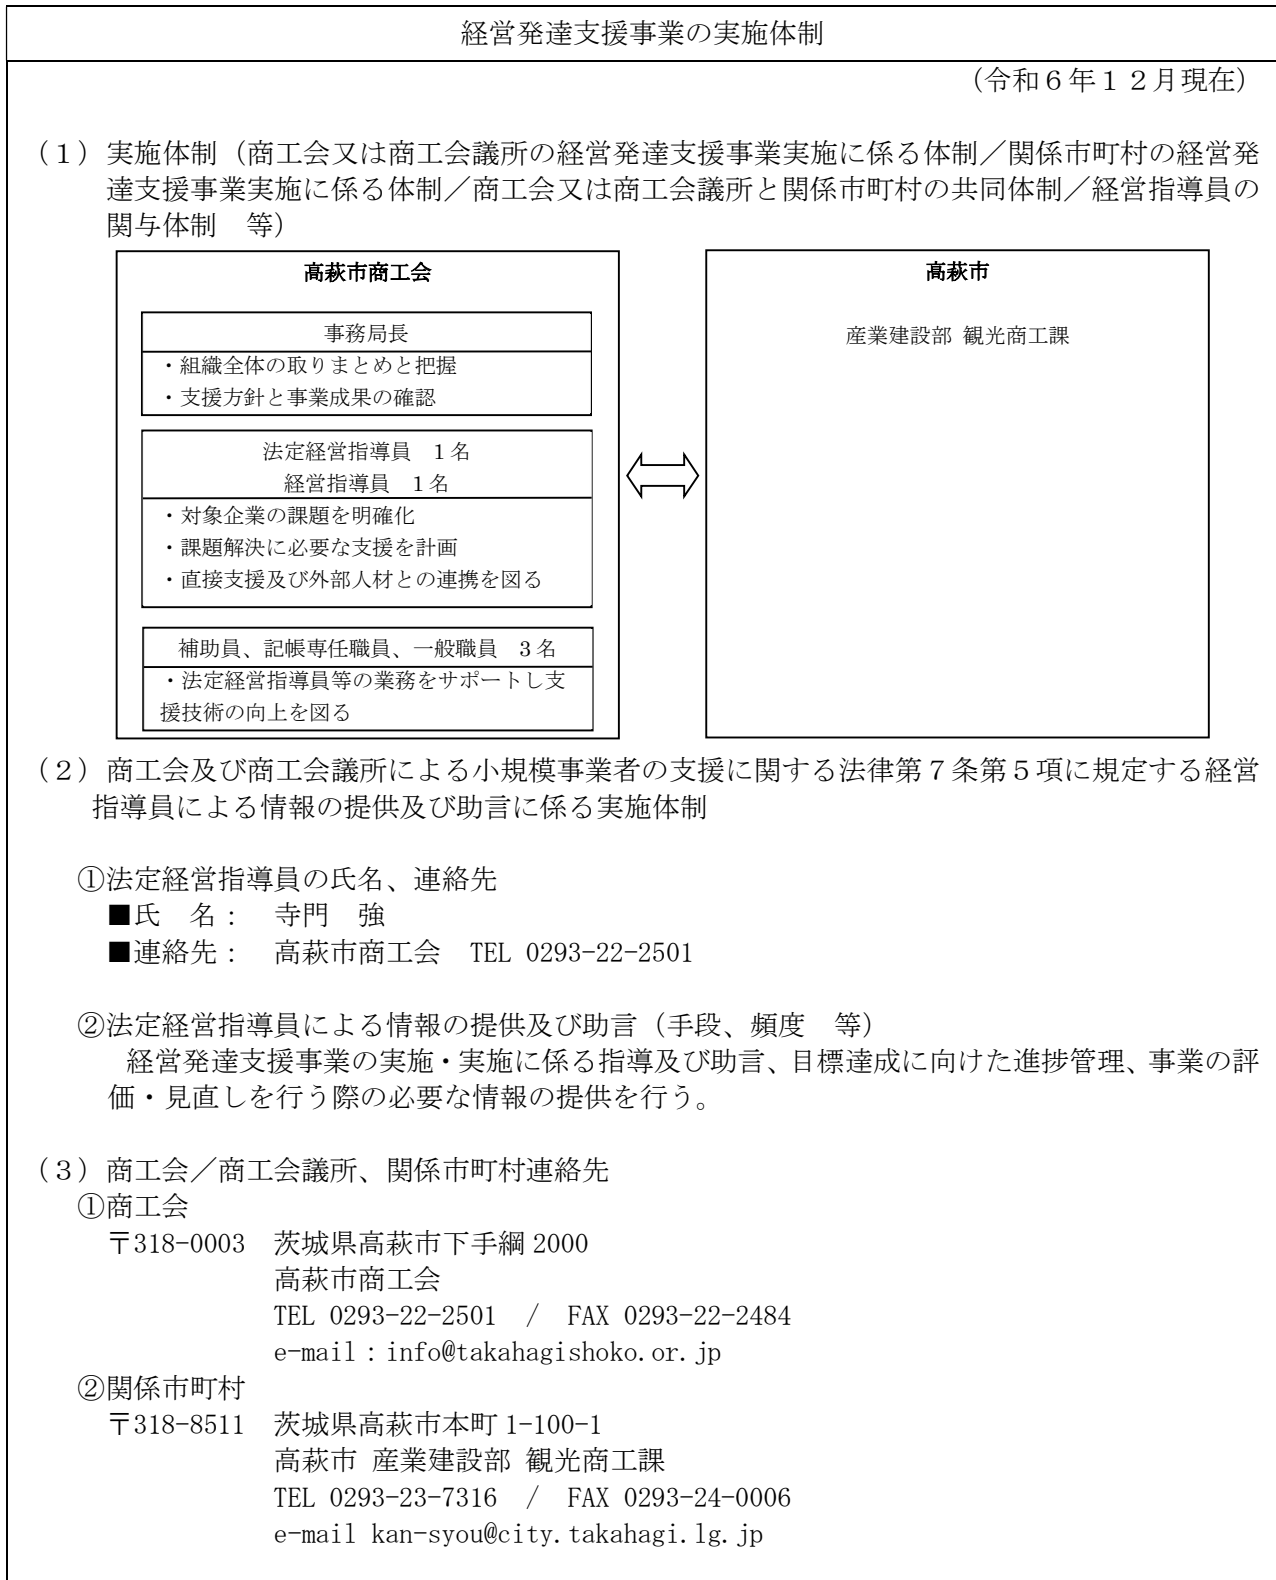 経営発達支援事業の実施体制
（令和６年１２月現在）
（１）実施体制（商工会又は商工会議所の経営発達支援事業実施に係る体制／関係市町村の経営発
達支援事業実施に係る体制／商工会又は商工会議所と関係市町村の共同体制／経営指導員の
関与体制　等）
高萩市商工会
事務局長
・組織全体の取りまとめと把握
・支援方針と事業成果の確認
法定経営指導員　１名
経営指導員　１名
・対象企業の課題を明確化
・課題解決に必要な支援を計画
・直接支援及び外部人材との連携を図る
補助員、記帳専任職員、一般職員　３名
・法定経営指導員等の業務をサポートし支
援技術の向上を図る
高萩市
産業建設部 観光商工課
（２）商工会及び商工会議所による小規模事業者の支援に関する法律第７条第５項に規定する経営
指導員による情報の提供及び助言に係る実施体制
①法定経営指導員の氏名、連絡先
■氏　名：　寺門　強
■連絡先：　高萩市商工会　TEL 0293-22-2501
②法定経営指導員による情報の提供及び助言（手段、頻度　等）
経営発達支援事業の実施・実施に係る指導及び助言、目標達成に向けた進捗管理、事業の評
価・見直しを行う際の必要な情報の提供を行う。
（３）商工会／商工会議所、関係市町村連絡先
①商工会
〒318-0003　茨城県高萩市下手綱 2000
高萩市商工会
TEL 0293-22-2501　/　FAX 0293-22-2484
e-mail：info@takahagishoko.or.jp
②関係市町村
〒318-8511　茨城県高萩市本町 1-100-1
高萩市 産業建設部 観光商工課
TEL 0293-23-7316　/　FAX 0293-24-0006
e-mail kan-syou@city.takahagi.lg.jp